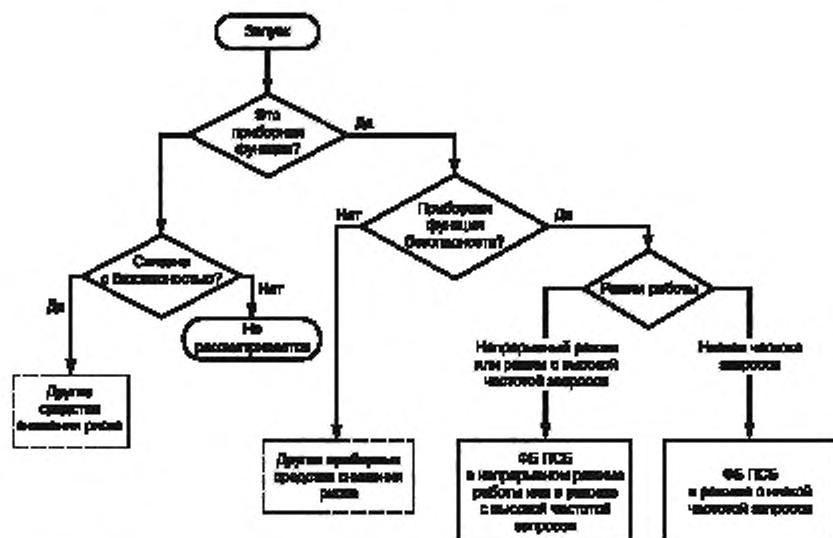 Запуск
Это
приборная
функция?
Да
Нет
Приборная
функция
безопасности?
Да
Связана
с безопасностью?
Да
Нет
Режим работы
Не
рассматривается
Непрерывный режим
или режим с высокой
частотой запросов
Низкая частота
запросов
Другие
средства
снижения риска
Другие приборные
средства снижения
риска
ФБ ПСБ
в непрерывном режиме
работы или в режиме
с высокой частотой
запросов
ФБ ПСБ
в режиме с низкой
частотой запросов